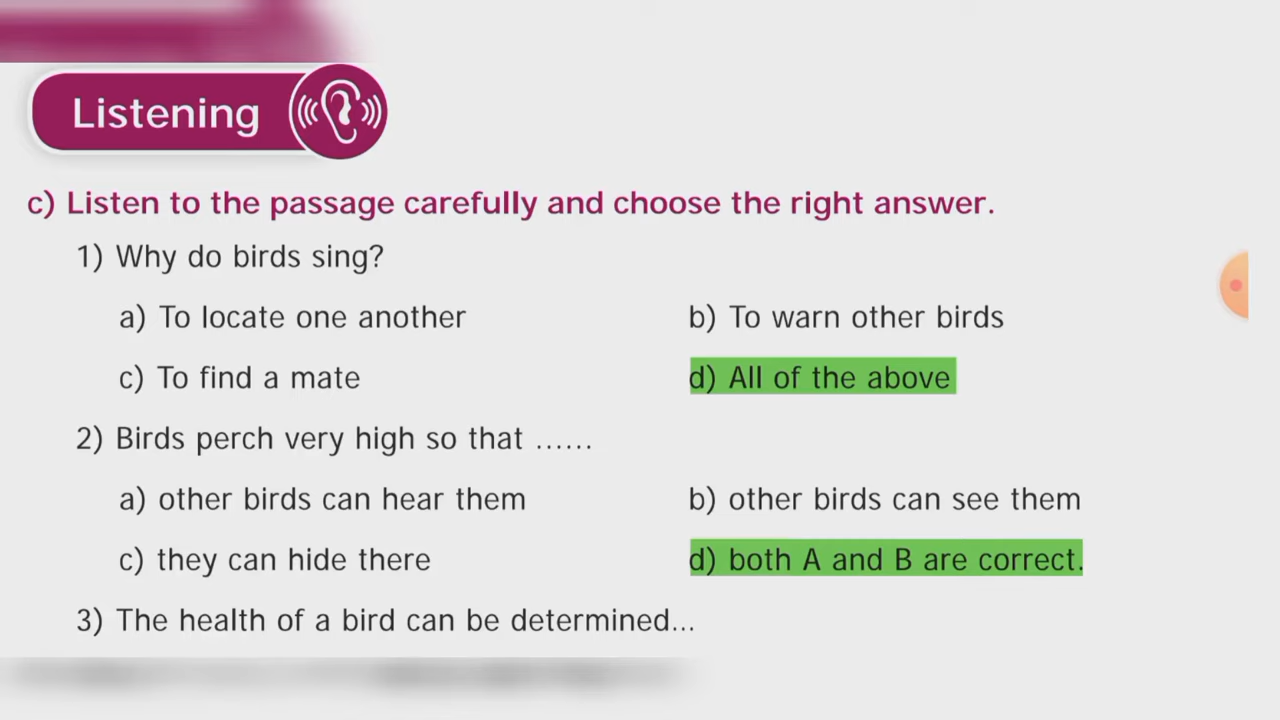 Listening
c) Listen to the passage carefully and choose the right answer.
1) Why do birds sing?
a) To locate one another
b) To warn other birds
c) To find a mate
d) All of the above
2) Birds perch very high so that ......
a) other birds can hear them
b) other birds can see them
c) they can hide there
d) both A and B are correct.
3) The health of a bird can be determined...